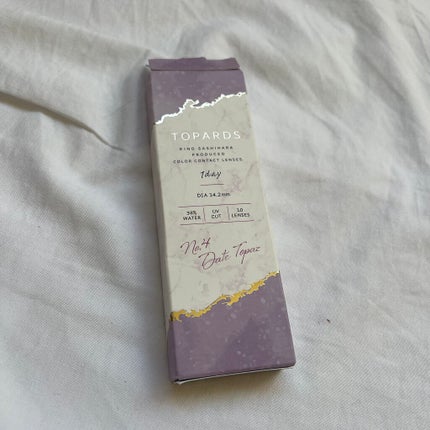 TOPARDS
RINO SASHIHARA
PRODUCED
COLOR CONTACT LENSES
1day
DIA 14.2mm
38% WATER
UV CUT
10 LENSES
No.4
Date Topaz